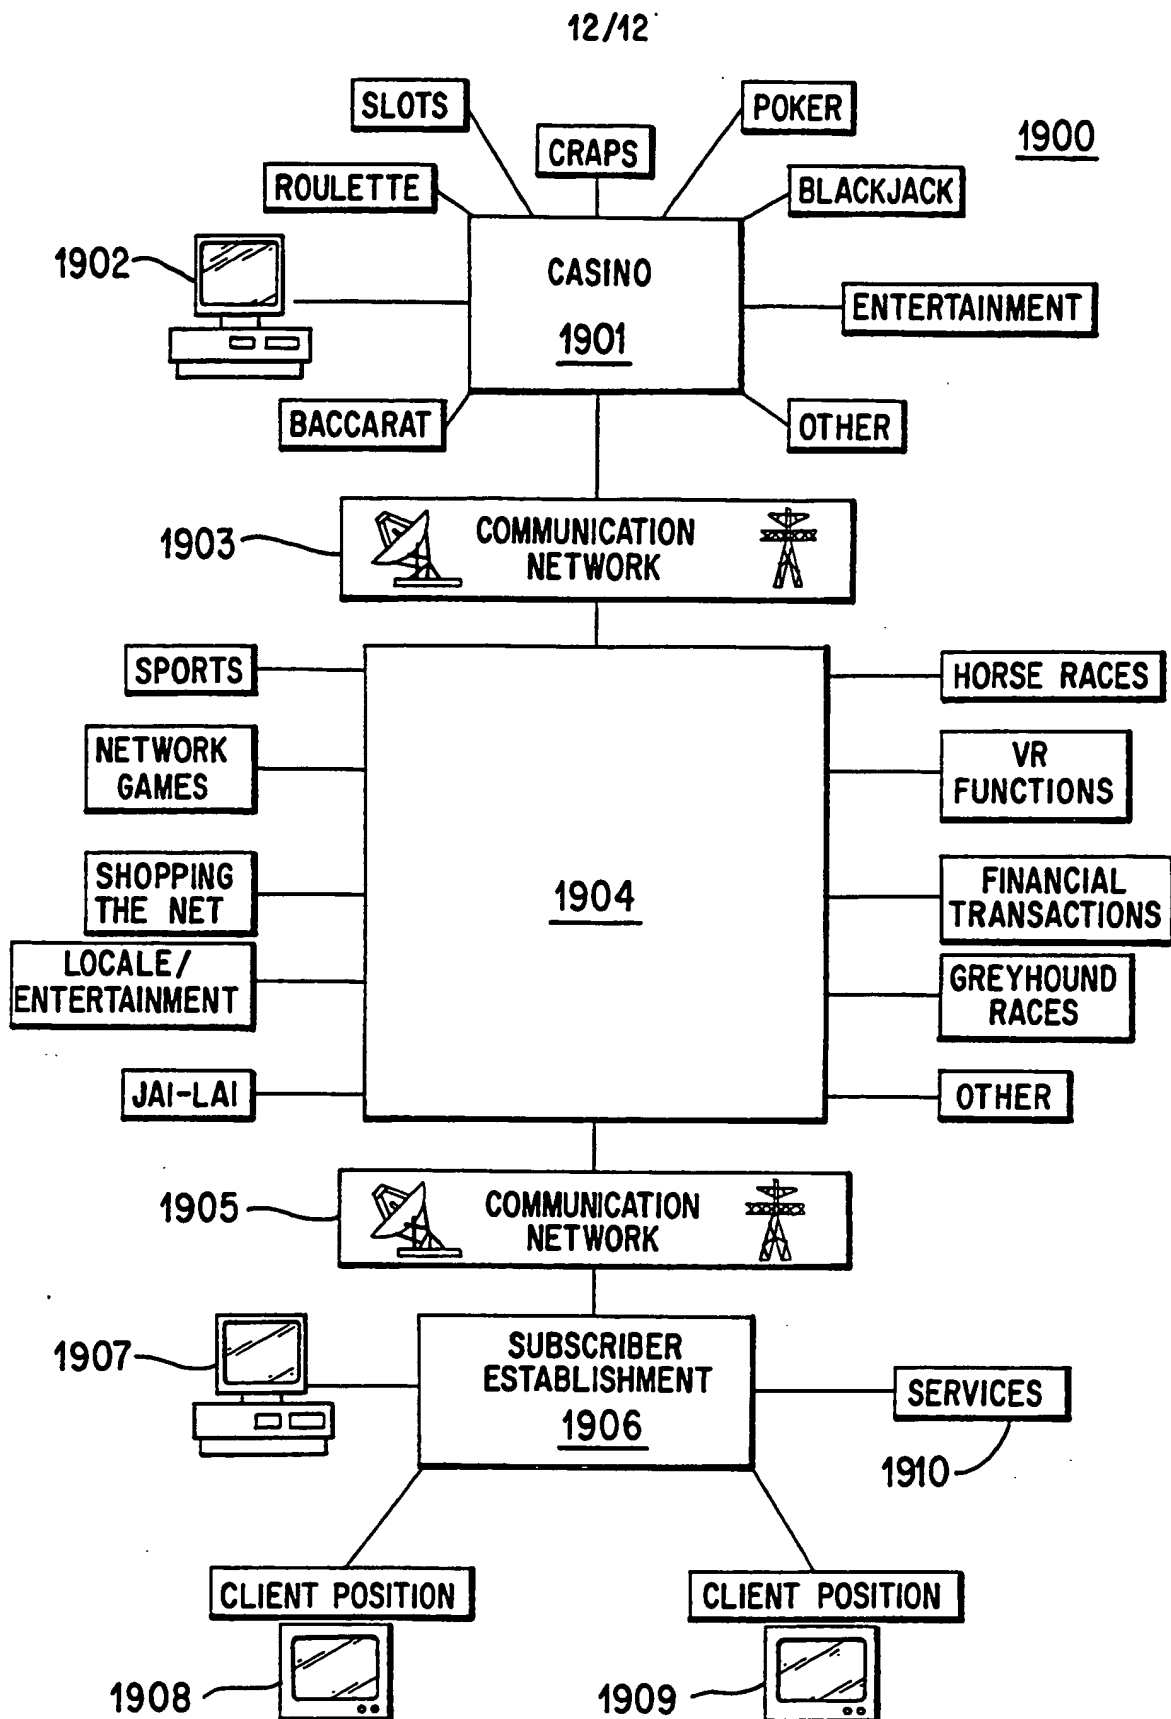 12/12
SLOTS
POKER
CRAPS
1900
ROULETTE
BLACKJACK
1902
CASINO
1901
ENTERTAINMENT
BACCARAT
OTHER
1903
COMMUNICATION
NETWORK
SPORTS
HORSE RACES
NETWORK
GAMES
VR
FUNCTIONS
SHOPPING
THE NET
1904
FINANCIAL
TRANSACTIONS
LOCALE/
ENTERTAINMENT
GREYHOUND
RACES
JAI-LAI
OTHER
1905
COMMUNICATION
NETWORK
1907
SUBSCRIBER
ESTABLISHMENT
1906
SERVICES
1910
CLIENT POSITION
CLIENT POSITION
1908
1909